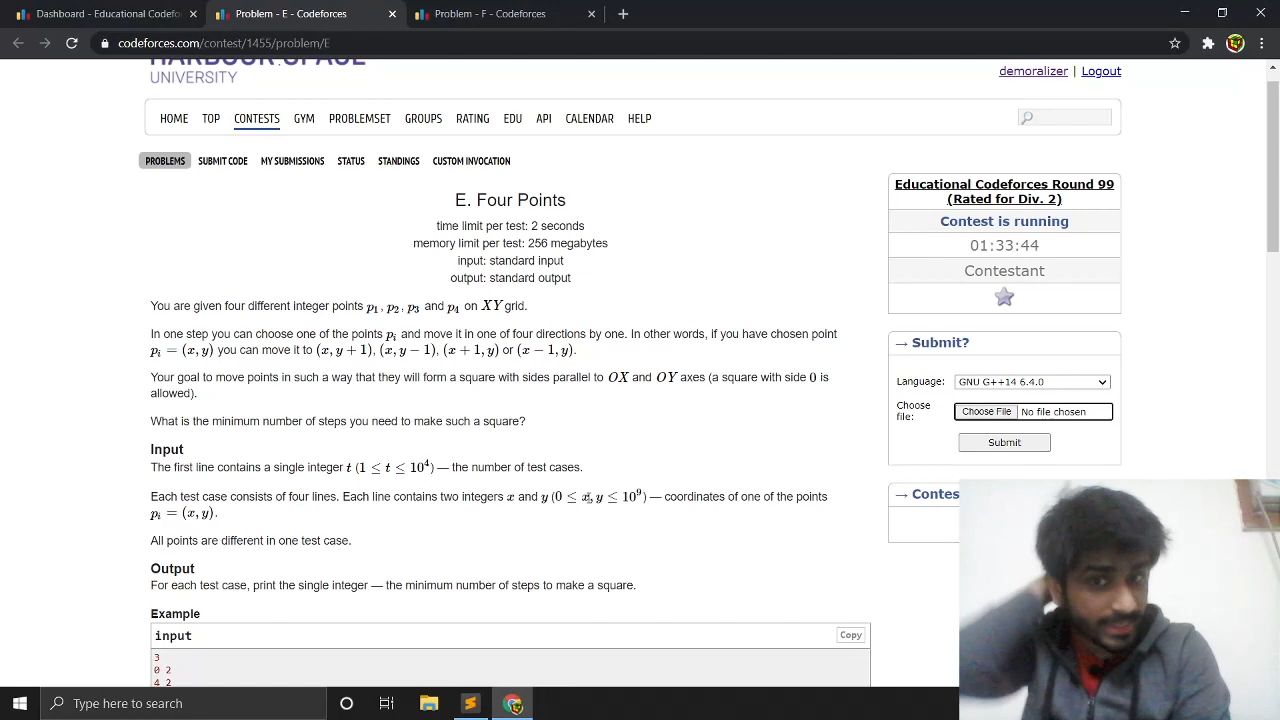 Dashboard - Educational Codefor
Problem - E - Codeforces
Problem - F - Codeforces
codeforces.com/contest/1455/problem/E
HARBOUR.SPACE
UNIVERSITY
demoralizer | Logout
HOME TOP CONTESTS GYM PROBLEMSET GROUPS RATING EDU API CALENDAR HELP
PROBLEMS SUBMIT CODE MY SUBMISSIONS STATUS STANDINGS CUSTOM INVOCATION
E. Four Points
time limit per test: 2 seconds
memory limit per test: 256 megabytes
input: standard input
output: standard output
You are given four different integer points p₁, p₂, p₃ and p₄ on XY grid.
In one step you can choose one of the points pᵢ and move it in one of four directions by one. In other words, if you have chosen point
pᵢ = (x, y) you can move it to (x, y + 1), (x, y − 1), (x + 1, y) or (x − 1, y).
Your goal to move points in such a way that they will form a square with sides parallel to OX and OY axes (a square with side 0 is
allowed).
What is the minimum number of steps you need to make such a square?
Input
The first line contains a single integer t (1 ≤ t ≤ 10⁴) — the number of test cases.
Each test case consists of four lines. Each line contains two integers x and y (0 ≤ x, y ≤ 10⁹) — coordinates of one of the points
pᵢ = (x, y).
All points are different in one test case.
Output
For each test case, print the single integer — the minimum number of steps to make a square.
Example
input
Copy
3
0 2
4 2
Educational Codeforces Round 99
(Rated for Div. 2)
Contest is running
01:33:44
Contestant
→ Submit?
Language: GNU G++14 6.4.0
Choose
file:
Choose File No file chosen
Submit
→ Contes
Type here to search